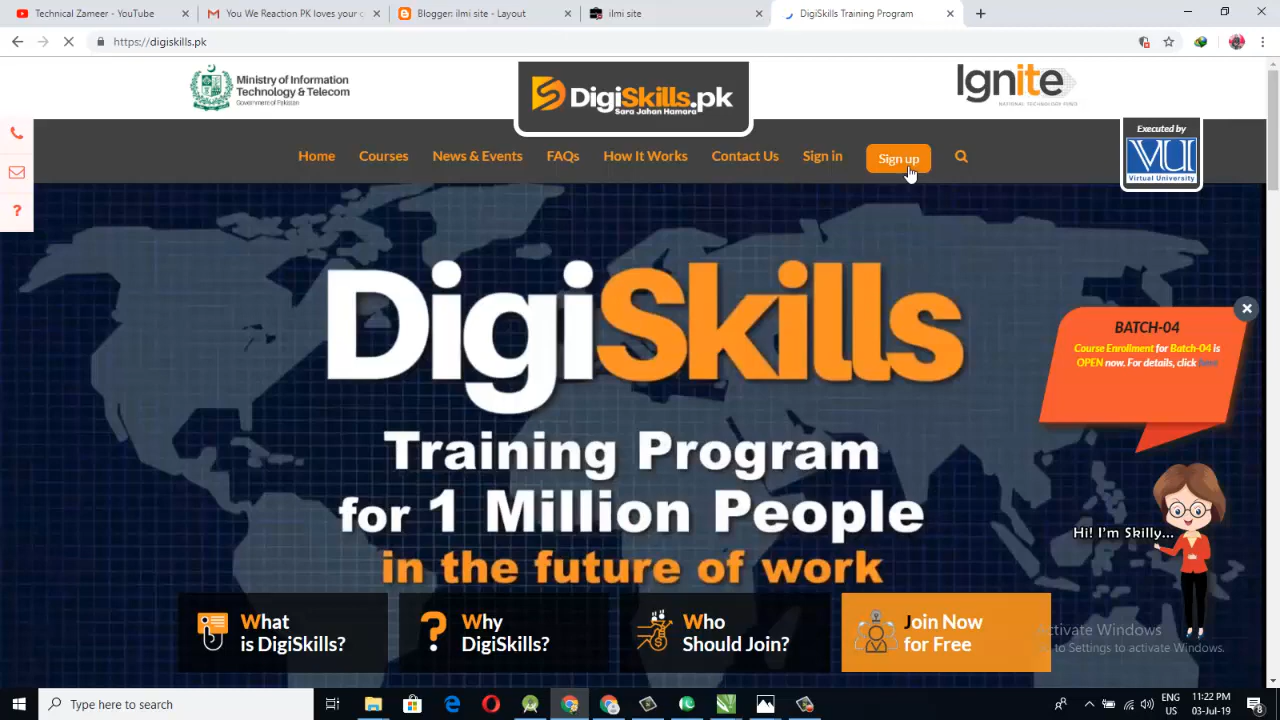 Technical Zameer - YouTube
You We Reaction PK your
Blogger: ilmi site - Layout
ilmi site
DigiSkills Training Program
https://digiskills.pk
Ministry of Information
Technology & Telecom
Government of Pakistan
DigiSkills.pk
Sara Jahan Hamara
Ignite
NATIONAL TECHNOLOGY FUND
Executed by
VU
Virtual University
Home
Courses
News & Events
FAQs
How It Works
Contact Us
Sign in
Sign up
DigiSkills
Training Program
for 1 Million People
in the future of work
BATCH-04
Course Enrollment for Batch-04 is
OPEN now. For details, click here
Hi! I'm Skilly...
What
is DigiSkills?
Why
DigiSkills?
Who
Should Join?
Join Now
for Free
Activate Windows
to Settings to activate Windows.
Type here to search
ENG
US
11:22 PM
03-Jul-19